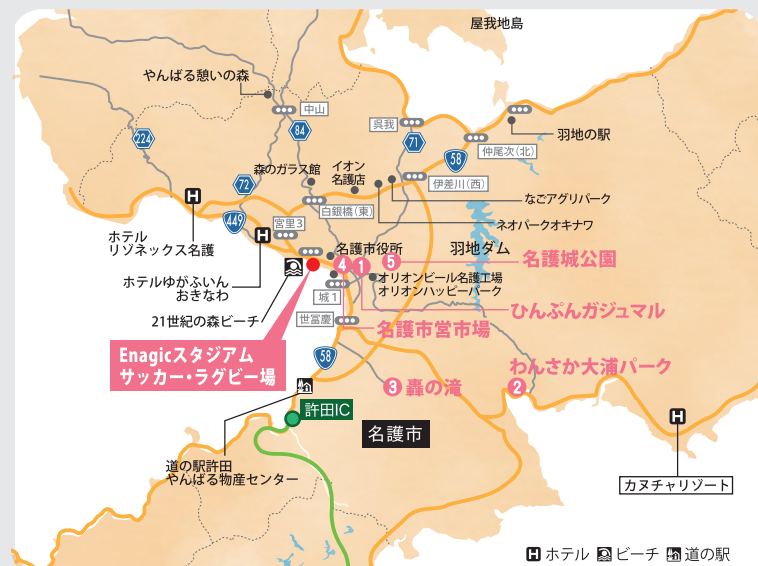 屋我地島
やんばる憩いの森
中山
84
呉我
71
224
58
仲尾次(北)
羽地の駅
森のガラス館
イオン
名護店
伊差川(西)
72
白銀橋(東)
なごアグリパーク
ネオパークオキナワ
449
宮里3
ホテル
リゾネックス名護
名護市役所
羽地ダム
4
1
5
名護城公園
オリオンビール名護工場
オリオンハッピーパーク
ホテルゆがふいん
おきなわ
城1
ひんぷんガジュマル
21世紀の森ビーチ
世冨慶
名護市営市場
Enagicスタジアム
サッカー・ラグビー場
58
わんさか大浦パーク
3
轟の滝
2
許田IC
名護市
道の駅許田
やんばる物産センター
カヌチャリゾート
H ホテル ビーチ 道の駅